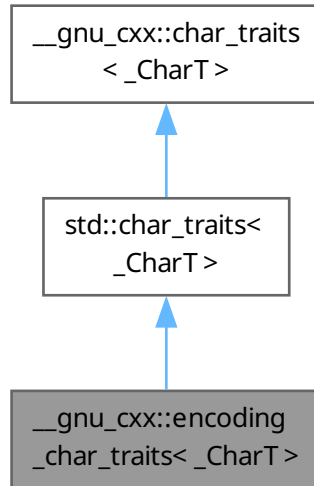 __gnu_cxx::char_traits
< _CharT >
std::char_traits<
_CharT >
__gnu_cxx::encoding
_char_traits< _CharT >